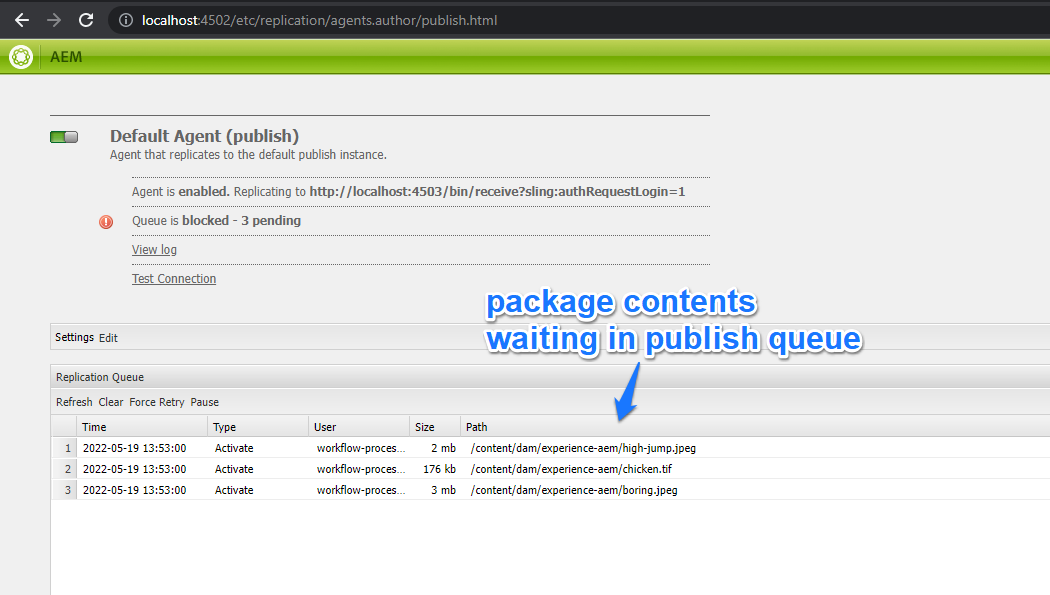 localhost:4502/etc/replication/agents.author/publish.html
AEM
Default Agent (publish)
Agent that replicates to the default publish instance.
Agent is enabled. Replicating to http://localhost:4503/bin/receive?sling:authRequestLogin=1
Queue is blocked - 3 pending
View log
Test Connection
package contents
waiting in publish queue
Settings Edit
Replication Queue
Refresh Clear Force Retry Pause
Time Type User Size Path
1 2022-05-19 13:53:00 Activate workflow-proces... 2 mb /content/dam/experience-aem/high-jump.jpeg
2 2022-05-19 13:53:00 Activate workflow-proces... 176 kb /content/dam/experience-aem/chicken.tif
3 2022-05-19 13:53:00 Activate workflow-proces... 3 mb /content/dam/experience-aem/boring.jpeg